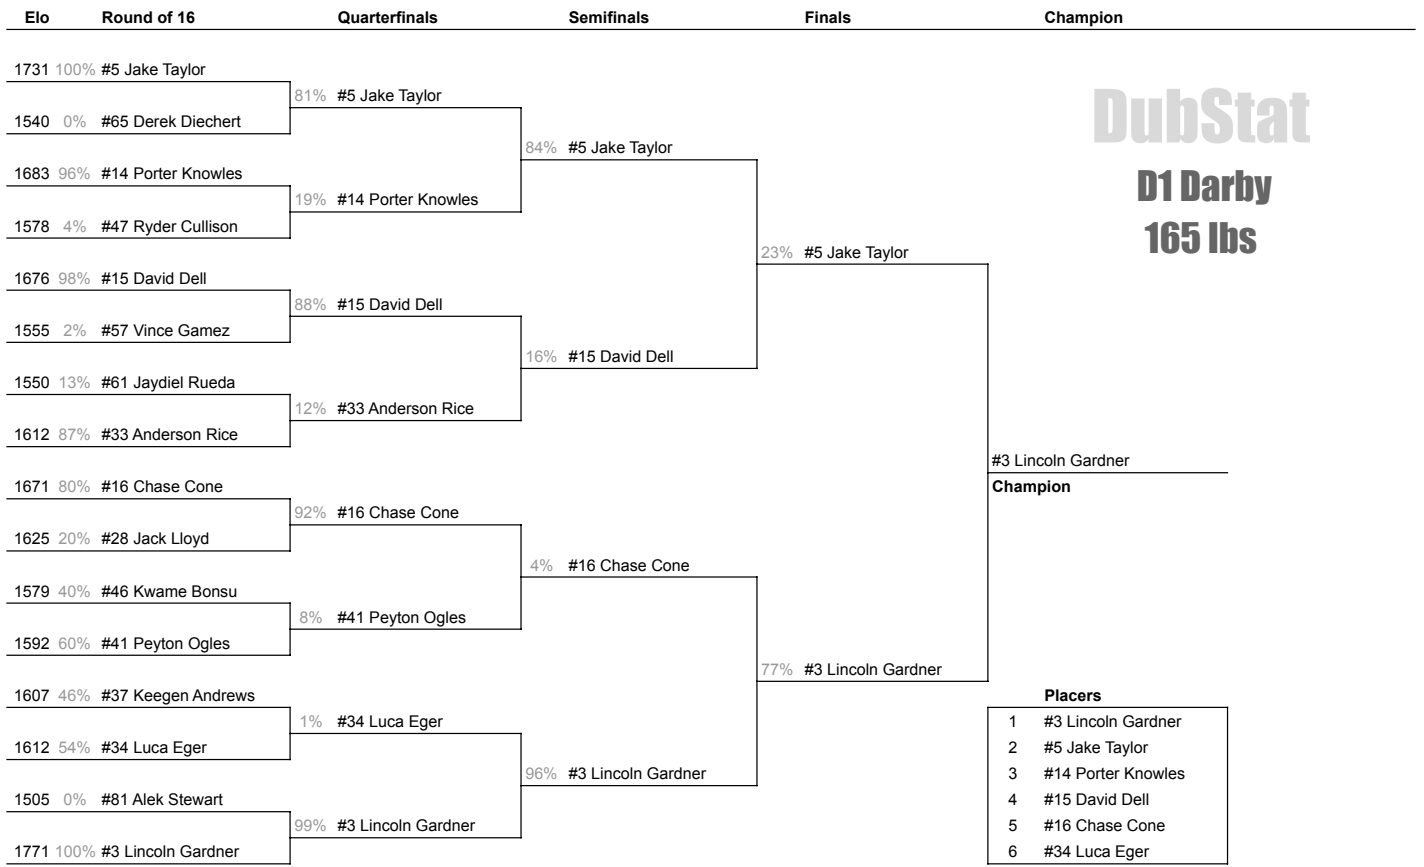 Elo Round of 16 Quarterfinals Semifinals Finals Champion
1731 100% #5 Jake Taylor
81% #5 Jake Taylor
1540 0% #65 Derek Diechert
84% #5 Jake Taylor
1683 96% #14 Porter Knowles
19% #14 Porter Knowles
1578 4% #47 Ryder Cullison
23% #5 Jake Taylor
1676 98% #15 David Dell
88% #15 David Dell
1555 2% #57 Vince Gamez
16% #15 David Dell
1550 13% #61 Jaydiel Rueda
12% #33 Anderson Rice
1612 87% #33 Anderson Rice
#3 Lincoln Gardner
Champion
1671 80% #16 Chase Cone
92% #16 Chase Cone
1625 20% #28 Jack Lloyd
4% #16 Chase Cone
1579 40% #46 Kwame Bonsu
8% #41 Peyton Ogles
1592 60% #41 Peyton Ogles
77% #3 Lincoln Gardner
1607 46% #37 Keegen Andrews
1% #34 Luca Eger
1612 54% #34 Luca Eger
96% #3 Lincoln Gardner
1505 0% #81 Alek Stewart
99% #3 Lincoln Gardner
1771 100% #3 Lincoln Gardner
DubStat
D1 Darby
165 lbs
Placers
1 #3 Lincoln Gardner
2 #5 Jake Taylor
3 #14 Porter Knowles
4 #15 David Dell
5 #16 Chase Cone
6 #34 Luca Eger